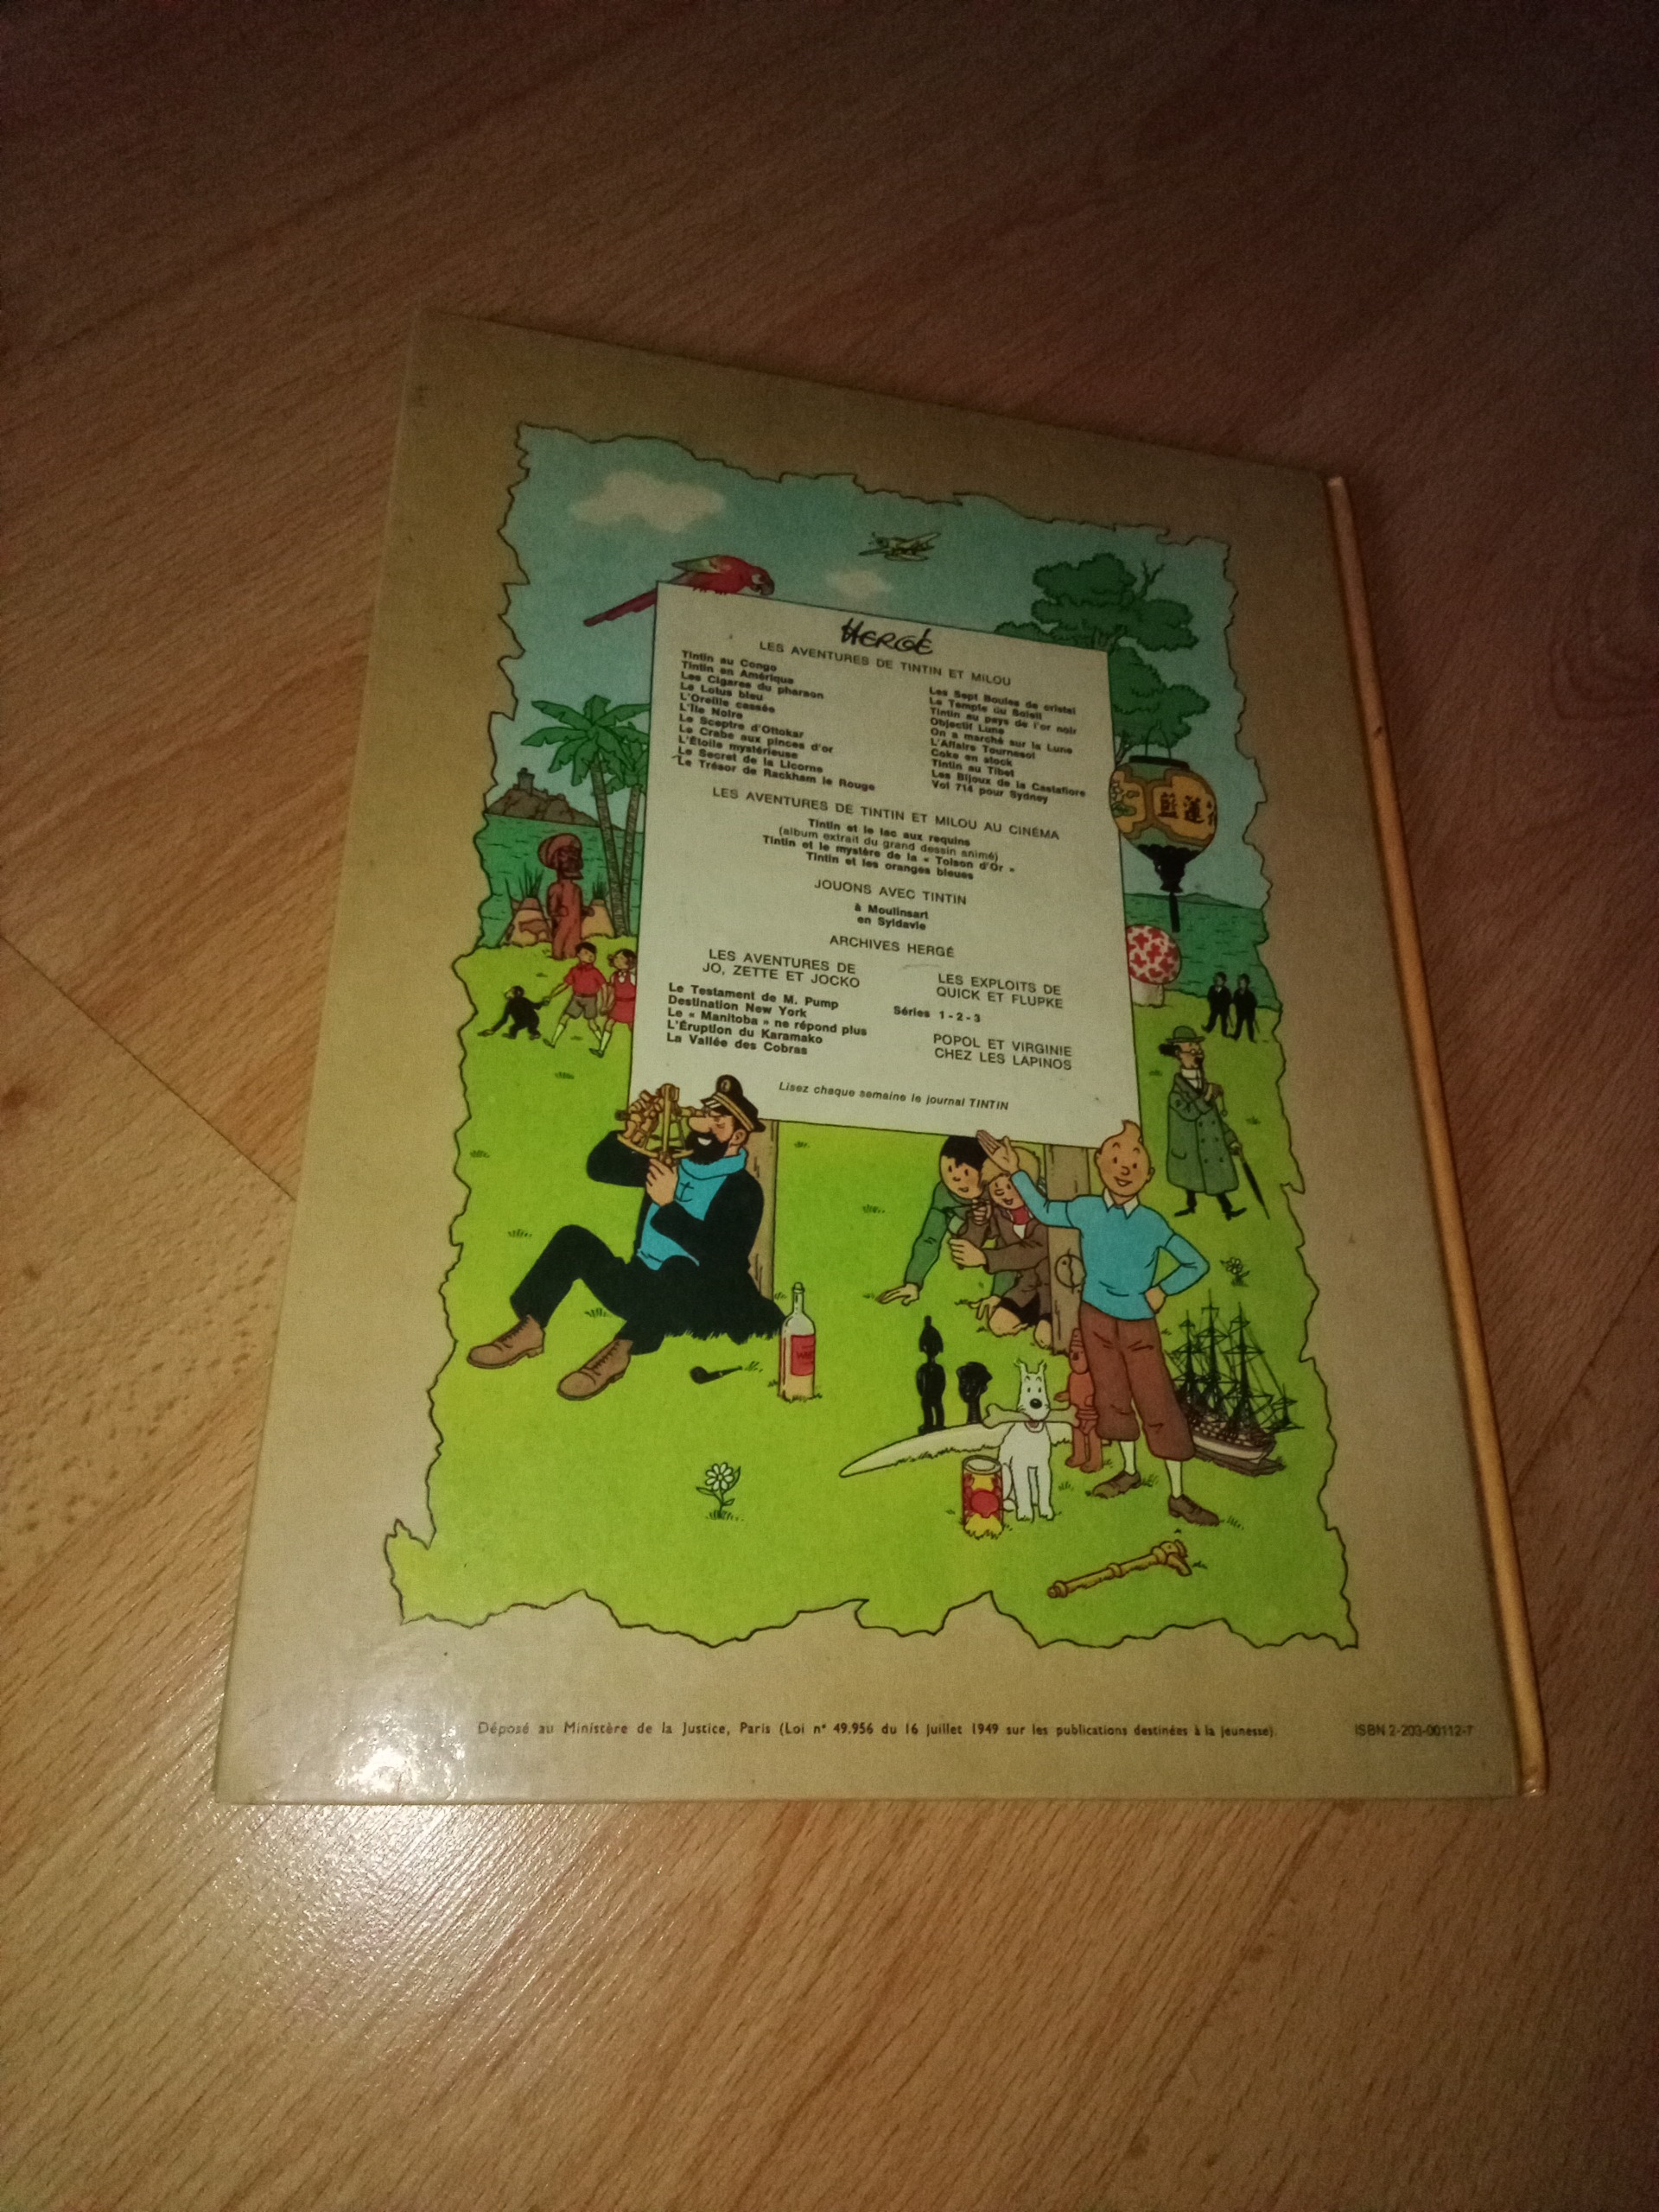 HERGÉ
LES AVENTURES DE TINTIN ET MILOU
Tintin au Congo
Tintin en Amérique
Les Cigares du pharaon
Le Lotus bleu
L'Oreille cassée
L'Ile Noire
Le Sceptre d'Ottokar
Le Crabe aux pinces d'or
L'Étoile mystérieuse
Le Secret de la Licorne
Le Trésor de Rackham le Rouge
Les Sept Boules de cristal
Le Temple du Soleil
Tintin au pays de l'or noir
Objectif Lune
On a marché sur la Lune
L'Affaire Tournesol
Coke en stock
Tintin au Tibet
Les Bijoux de la Castafiore
Vol 714 pour Sydney
LES AVENTURES DE TINTIN ET MILOU AU CINÉMA
Tintin et le lac aux requins
(album extrait du grand dessin animé)
Tintin et le mystère de la « Toison d'Or »
Tintin et les oranges bleues
JOUONS AVEC TINTIN
à Moulinsart
en Syldavie
ARCHIVES HERGÉ
LES AVENTURES DE
JO, ZETTE ET JOCKO
Le Testament de M. Pump
Destination New York
Le « Manitoba » ne répond plus
L'Éruption du Karamako
La Vallée des Cobras
LES EXPLOITS DE
QUICK ET FLUPKE
Séries 1-2-3
POPOL ET VIRGINIE
CHEZ LES LAPINOS
Lisez chaque semaine le journal TINTIN
Déposé au Ministère de la Justice, Paris (Loi n° 49.956 du 16 juillet 1949 sur les publications destinées à la jeunesse)
ISBN 2-203-00112-7